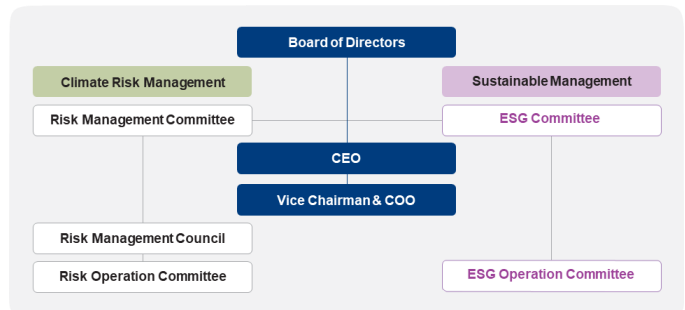 Board of Directors
Climate Risk Management
Sustainable Management
Risk Management Committee
ESG Committee
CEO
Vice Chairman & COO
Risk Management Council
Risk Operation Committee
ESG Operation Committee